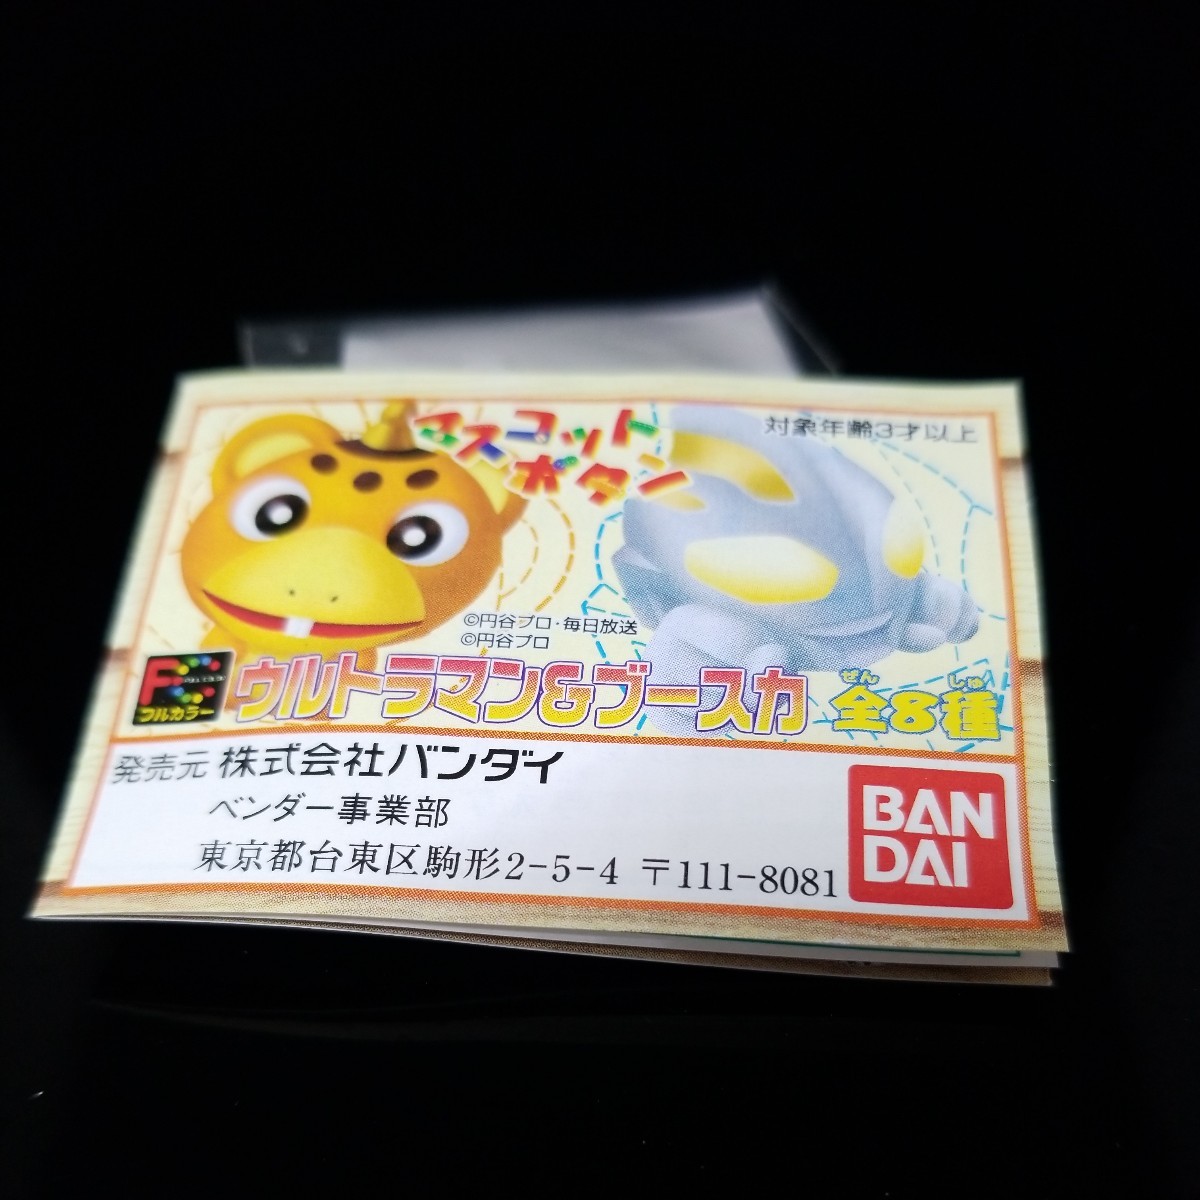 マスコット
ボタン
対象年齢3才以上
©円谷プロ・毎日放送
©円谷プロ
F
フルカラー
ウルトラマン&ブースカ
ぜん しゅ
全8種
発売元 株式会社バンダイ
ベンダー事業部
東京都台東区駒形2-5-4 〒111-8081
BAN
DAI